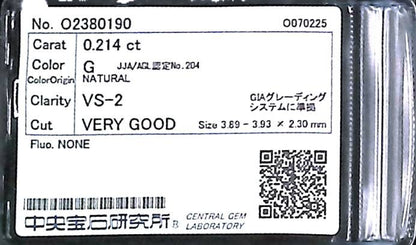 No. O2380190 O070225
Carat 0.214 ct
Color G JJA/AGL認定No.204
ColorOrigin NATURAL
Clarity VS-2 GIAグレーディング
システムに準拠
Cut VERY GOOD Size 3.89 - 3.93 × 2.30 mm
Fluo. NONE
中央宝石研究所® CENTRAL GEM
LABORATORY